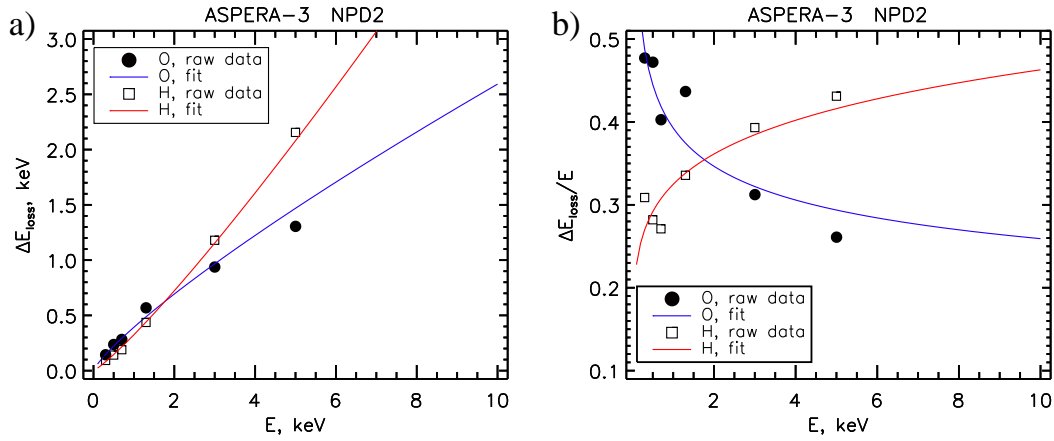 a)
ASPERA-3 NPD2
3.0
2.5
2.0
1.5
1.0
0.5
0.0
ΔEloss, keV
O, raw data
O, fit
H, raw data
H, fit
0 2 4 6 8 10
E, keV
b)
ASPERA-3 NPD2
0.5
0.4
0.3
0.2
0.1
ΔEloss/E
O, raw data
O, fit
H, raw data
H, fit
2 4 6 8 10
E, keV